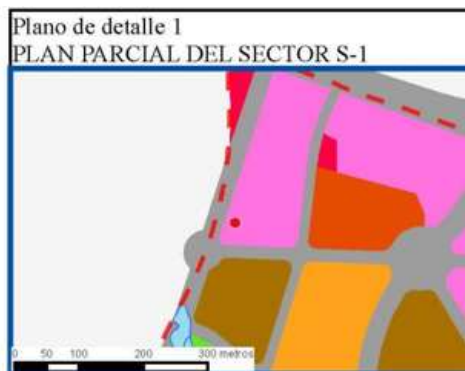 Plano de detalle 1
PLAN PARCIAL DEL SECTOR S-1
0 50 100 200 300 metros